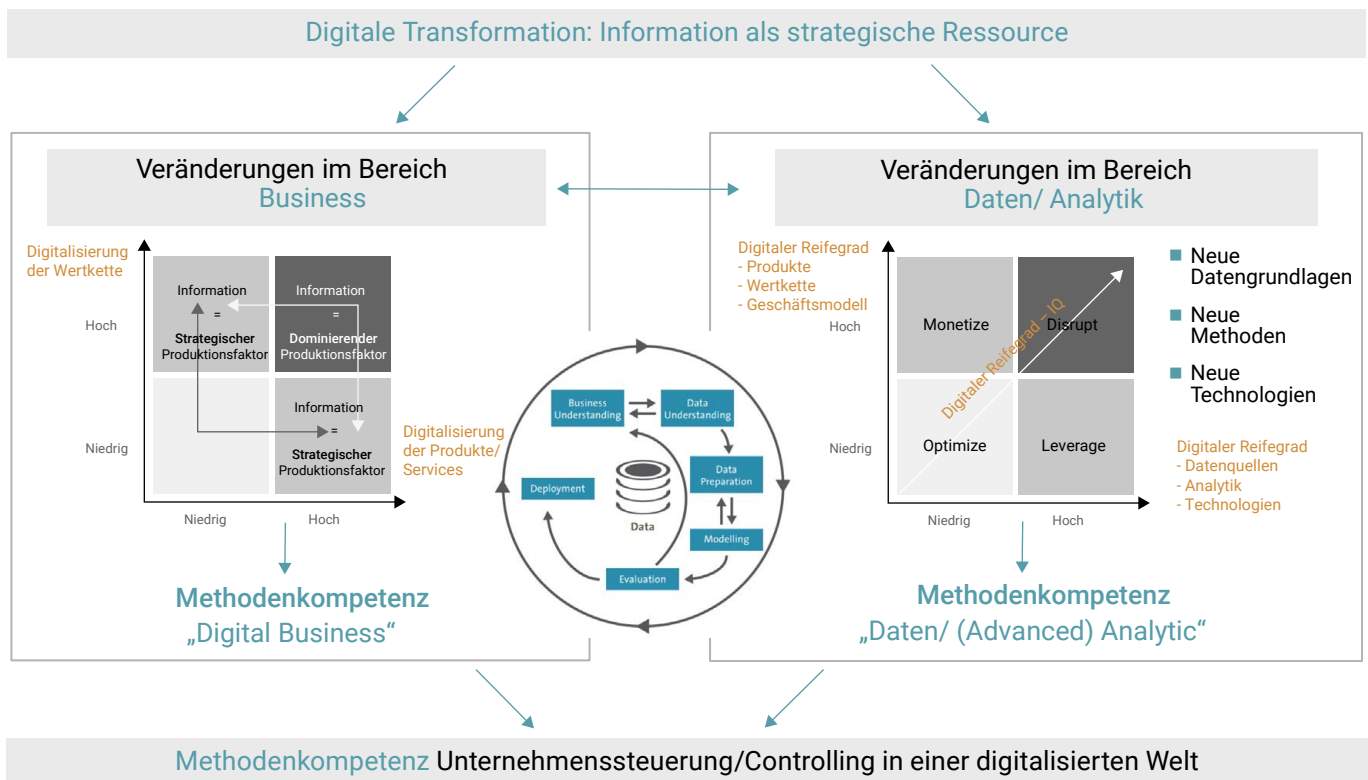 Digitale Transformation: Information als strategische Ressource
Veränderungen im Bereich
Business
Digitalisierung
der Wertkette
Hoch
Niedrig
Information
=
Strategischer
Produktionsfaktor
Information
=
Dominierender
Produktionsfaktor
Information
=
Strategischer
Produktionsfaktor
Digitalisierung
der Produkte/
Services
Niedrig
Hoch
Methodenkompetenz
„Digital Business“
Business
Understanding
Data
Understanding
Data
Preparation
Modelling
Evaluation
Deployment
Data
Veränderungen im Bereich
Daten/ Analytik
Digitaler Reifegrad
- Produkte
- Wertkette
- Geschäftsmodell
Hoch
Niedrig
Monetize
Disrupt
Digitaler Reifegrad – IQ
Optimize
Leverage
Niedrig
Hoch
Neue
Datengrundlagen
Neue
Methoden
Neue
Technologien
Digitaler Reifegrad
- Datenquellen
- Analytik
- Technologien
Methodenkompetenz
„Daten/ (Advanced) Analytic“
Methodenkompetenz Unternehmenssteuerung/Controlling in einer digitalisierten Welt